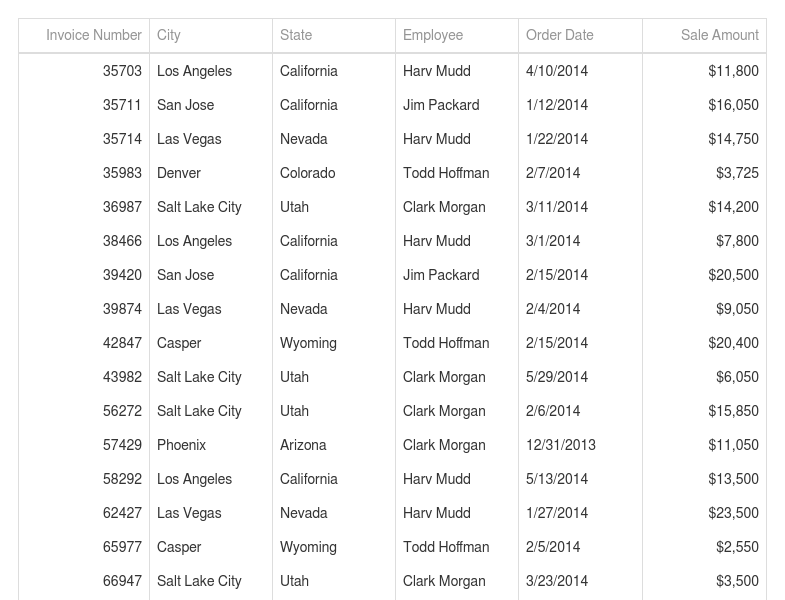 Invoice Number City State Employee Order Date Sale Amount
35703 Los Angeles California Harv Mudd 4/10/2014 $11,800
35711 San Jose California Jim Packard 1/12/2014 $16,050
35714 Las Vegas Nevada Harv Mudd 1/22/2014 $14,750
35983 Denver Colorado Todd Hoffman 2/7/2014 $3,725
36987 Salt Lake City Utah Clark Morgan 3/11/2014 $14,200
38466 Los Angeles California Harv Mudd 3/1/2014 $7,800
39420 San Jose California Jim Packard 2/15/2014 $20,500
39874 Las Vegas Nevada Harv Mudd 2/4/2014 $9,050
42847 Casper Wyoming Todd Hoffman 2/15/2014 $20,400
43982 Salt Lake City Utah Clark Morgan 5/29/2014 $6,050
56272 Salt Lake City Utah Clark Morgan 2/6/2014 $15,850
57429 Phoenix Arizona Clark Morgan 12/31/2013 $11,050
58292 Los Angeles California Harv Mudd 5/13/2014 $13,500
62427 Las Vegas Nevada Harv Mudd 1/27/2014 $23,500
65977 Casper Wyoming Todd Hoffman 2/5/2014 $2,550
66947 Salt Lake City Utah Clark Morgan 3/23/2014 $3,500